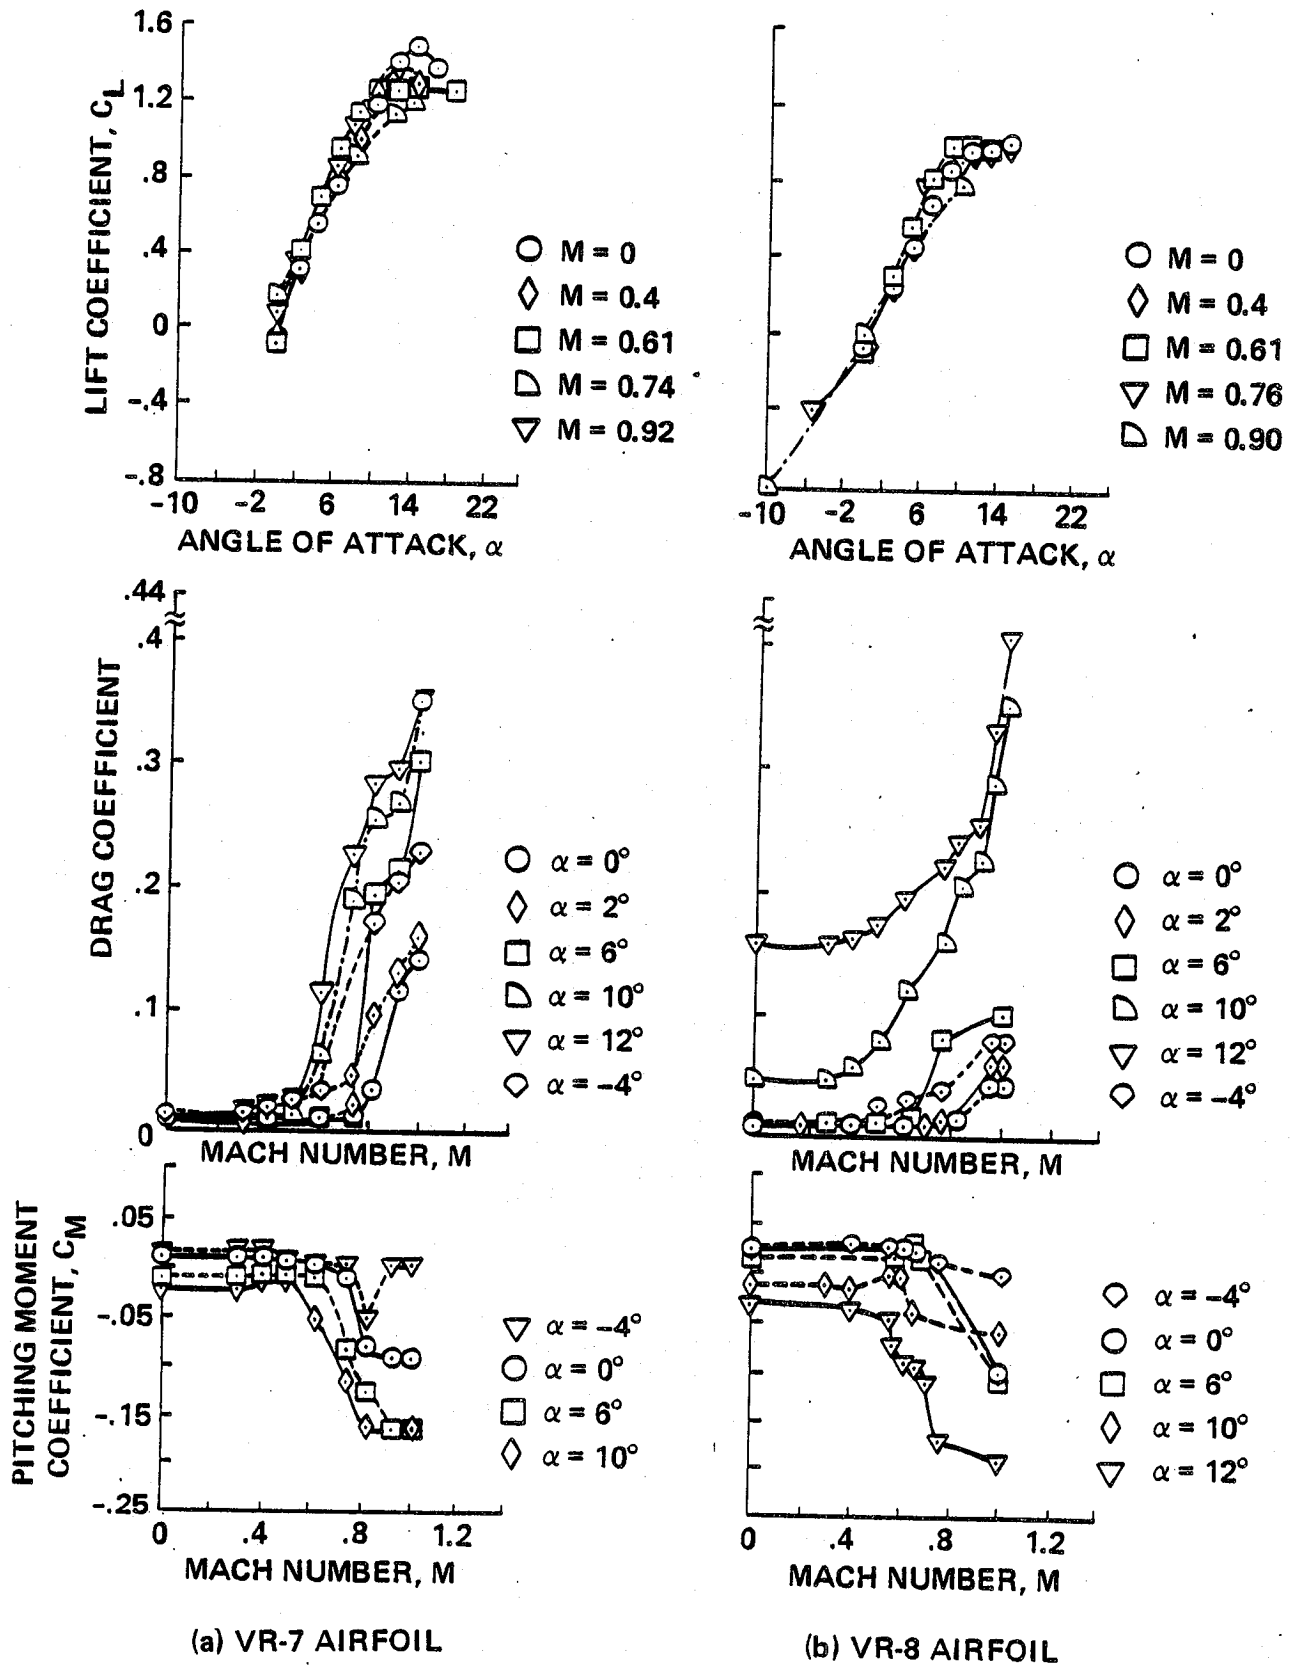 1.6
1.2
.8
.4
0
-.4
-.8
LIFT COEFFICIENT, CL
-10 -2 6 14 22
ANGLE OF ATTACK, α
○ M = 0
◇ M = 0.4
□ M = 0.61
M = 0.74
▽ M = 0.92
-10 -2 6 14 22
ANGLE OF ATTACK, α
○ M = 0
◇ M = 0.4
□ M = 0.61
▽ M = 0.76
M = 0.90
.44
.4
.3
.2
.1
0
DRAG COEFFICIENT
MACH NUMBER, M
α = 0°
α = 2°
α = 6°
α = 10°
α = 12°
α = -4°
MACH NUMBER, M
α = 0°
α = 2°
α = 6°
α = 10°
α = 12°
α = -4°
.05
-.05
-.15
-.25
PITCHING MOMENT
COEFFICIENT, CM
0 .4 .8 1.2
MACH NUMBER, M
α = -4°
α = 0°
α = 6°
α = 10°
0 .4 .8 1.2
MACH NUMBER, M
α = -4°
α = 0°
α = 6°
α = 10°
α = 12°
(a) VR-7 AIRFOIL
(b) VR-8 AIRFOIL